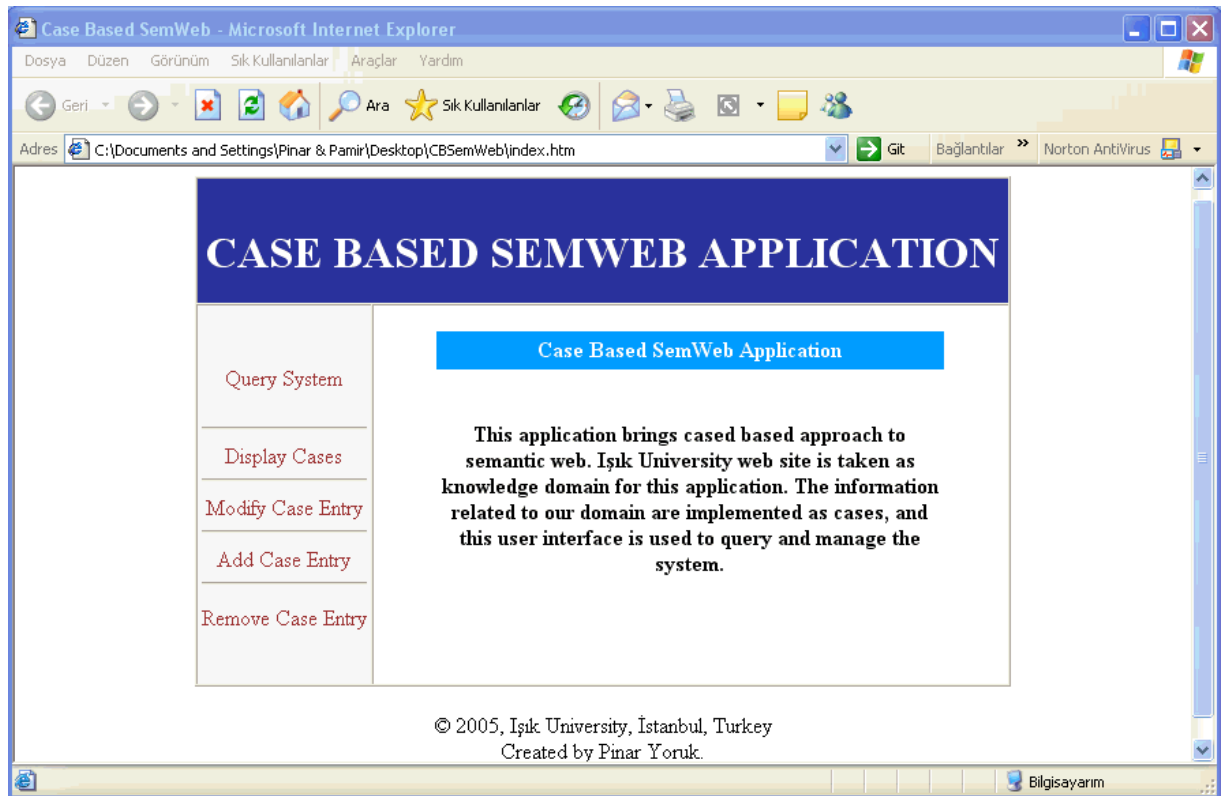 Case Based SemWeb - Microsoft Internet Explorer
Dosya Düzen Görünüm Sık Kullanılanlar Araçlar Yardım
Geri Ara Sık Kullanılanlar
Adres C:\Documents and Settings\Pinar & Pamir\Desktop\CBSemWeb\index.htm Git Bağlantılar » Norton AntiVirus
CASE BASED SEMWEB APPLICATION
Query System
Display Cases
Modify Case Entry
Add Case Entry
Remove Case Entry
Case Based SemWeb Application
This application brings cased based approach to
semantic web. Işık University web site is taken as
knowledge domain for this application. The information
related to our domain are implemented as cases, and
this user interface is used to query and manage the
system.
© 2005, Işık University, İstanbul, Turkey
Created by Pinar Yoruk.
Bilgisayarım